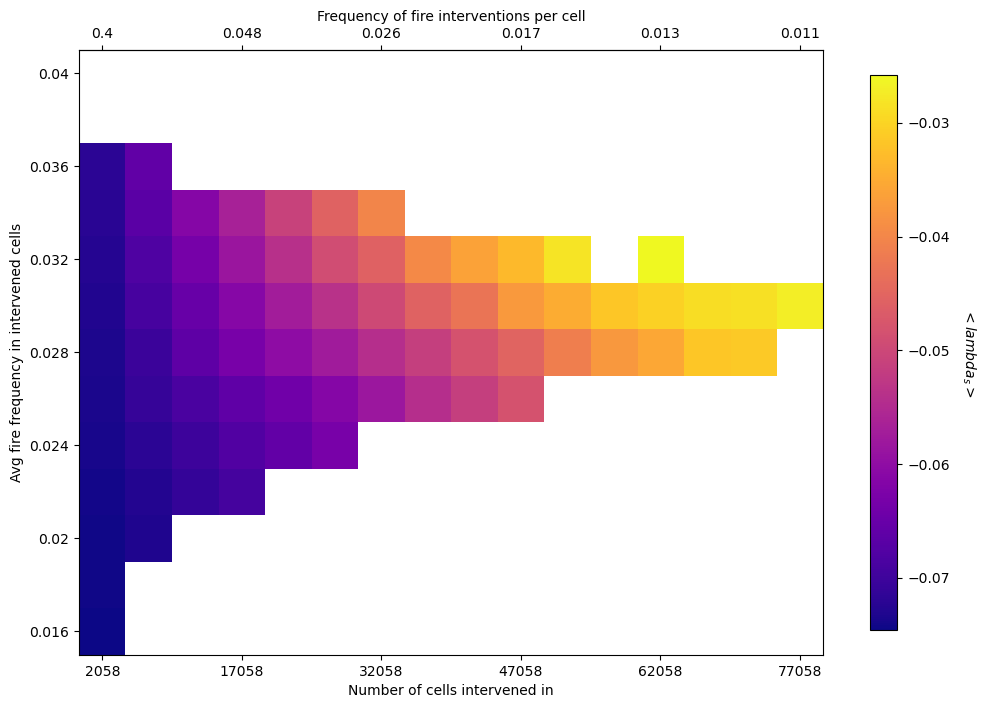 Frequency of fire interventions per cell
0.4 0.048 0.026 0.017 0.013 0.011
0.04
0.036
0.032
0.028
0.024
0.02
0.016
Avg fire frequency in intervened cells
2058 17058 32058 47058 62058 77058
Number of cells intervened in
−0.03
−0.04
−0.05
−0.06
−0.07
< lambda_s >